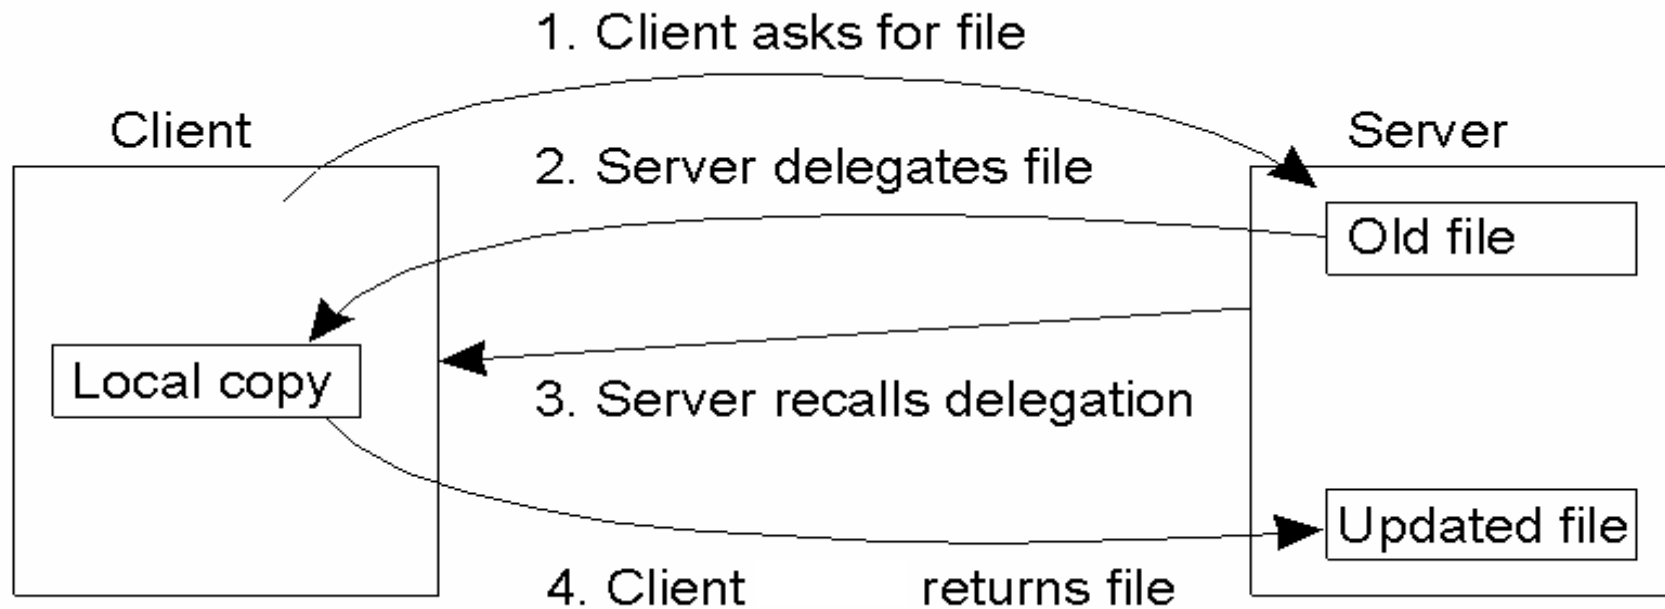 1. Client asks for file
Client
Server
2. Server delegates file
Old file
Local copy
3. Server recalls delegation
Updated file
4. Client returns file